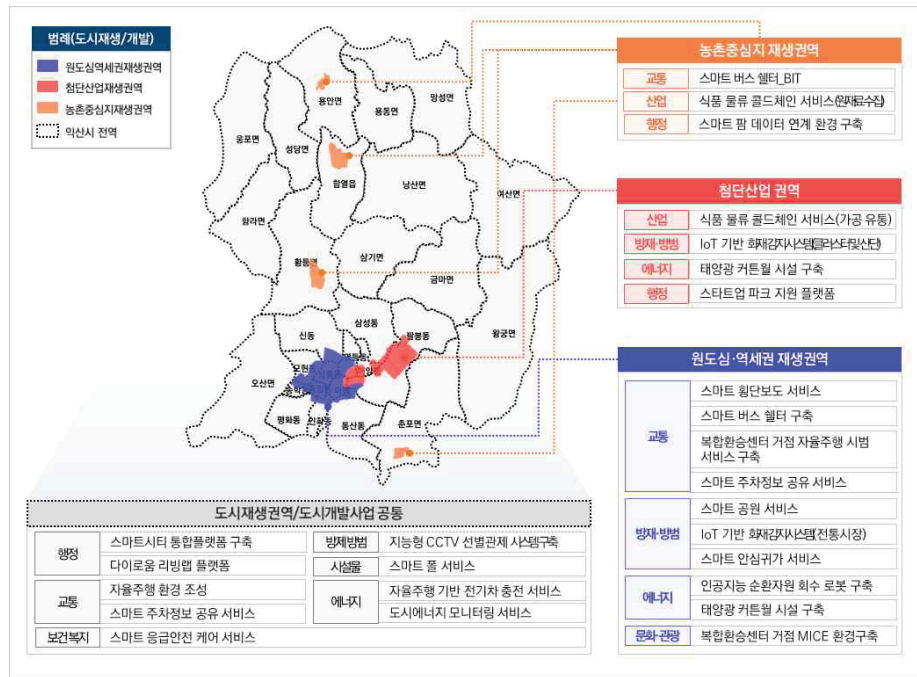 범례(도시재생/개발)
원도심역세권재생권역
첨단산업재생권역
농촌중심지재생권역
익산시 전역
용안면
용동면
망성면
웅포면
성당면
함열읍
낭산면
여산면
함라면
황등면
삼기면
금마면
왕궁면
신동
삼성동
팔봉동
오산면
모현동
평화동
인화동
동산동
춘포면
농촌중심지 재생권역
교통
스마트 버스 쉘터_BIT
산업
식품 물류 콜드체인 서비스(원재료수집)
행정
스마트 팜 데이터 연계 환경 구축
첨단산업 권역
산업
식품 물류 콜드체인 서비스(가공 유통)
방재·방범
IoT 기반 화재감지시스템(클러스터및산단)
에너지
태양광 커튼월 시설 구축
행정
스타트업 파크 지원 플랫폼
원도심·역세권 재생권역
교통
스마트 횡단보도 서비스
스마트 버스 쉘터 구축
복합환승센터 거점 자율주행 시범
서비스 구축
스마트 주차정보 공유 서비스
방재·방범
스마트 공원 서비스
IoT 기반 화재감지시스템(전통시장)
스마트 안심귀가 서비스
에너지
인공지능 순환자원 회수 로봇 구축
태양광 커튼월 시설 구축
문화·관광
복합환승센터 거점 MICE 환경구축
도시재생권역/도시개발사업 공통
행정
스마트시티 통합플랫폼 구축
다이로움 리빙랩 플랫폼
교통
자율주행 환경 조성
스마트 주차정보 공유 서비스
보건복지
스마트 응급안전 케어 서비스
방제방범
지능형 CCTV 선별관제 시스템구축
시설물
스마트 폴 서비스
에너지
자율주행 기반 전기차 충전 서비스
도시에너지 모니터링 서비스